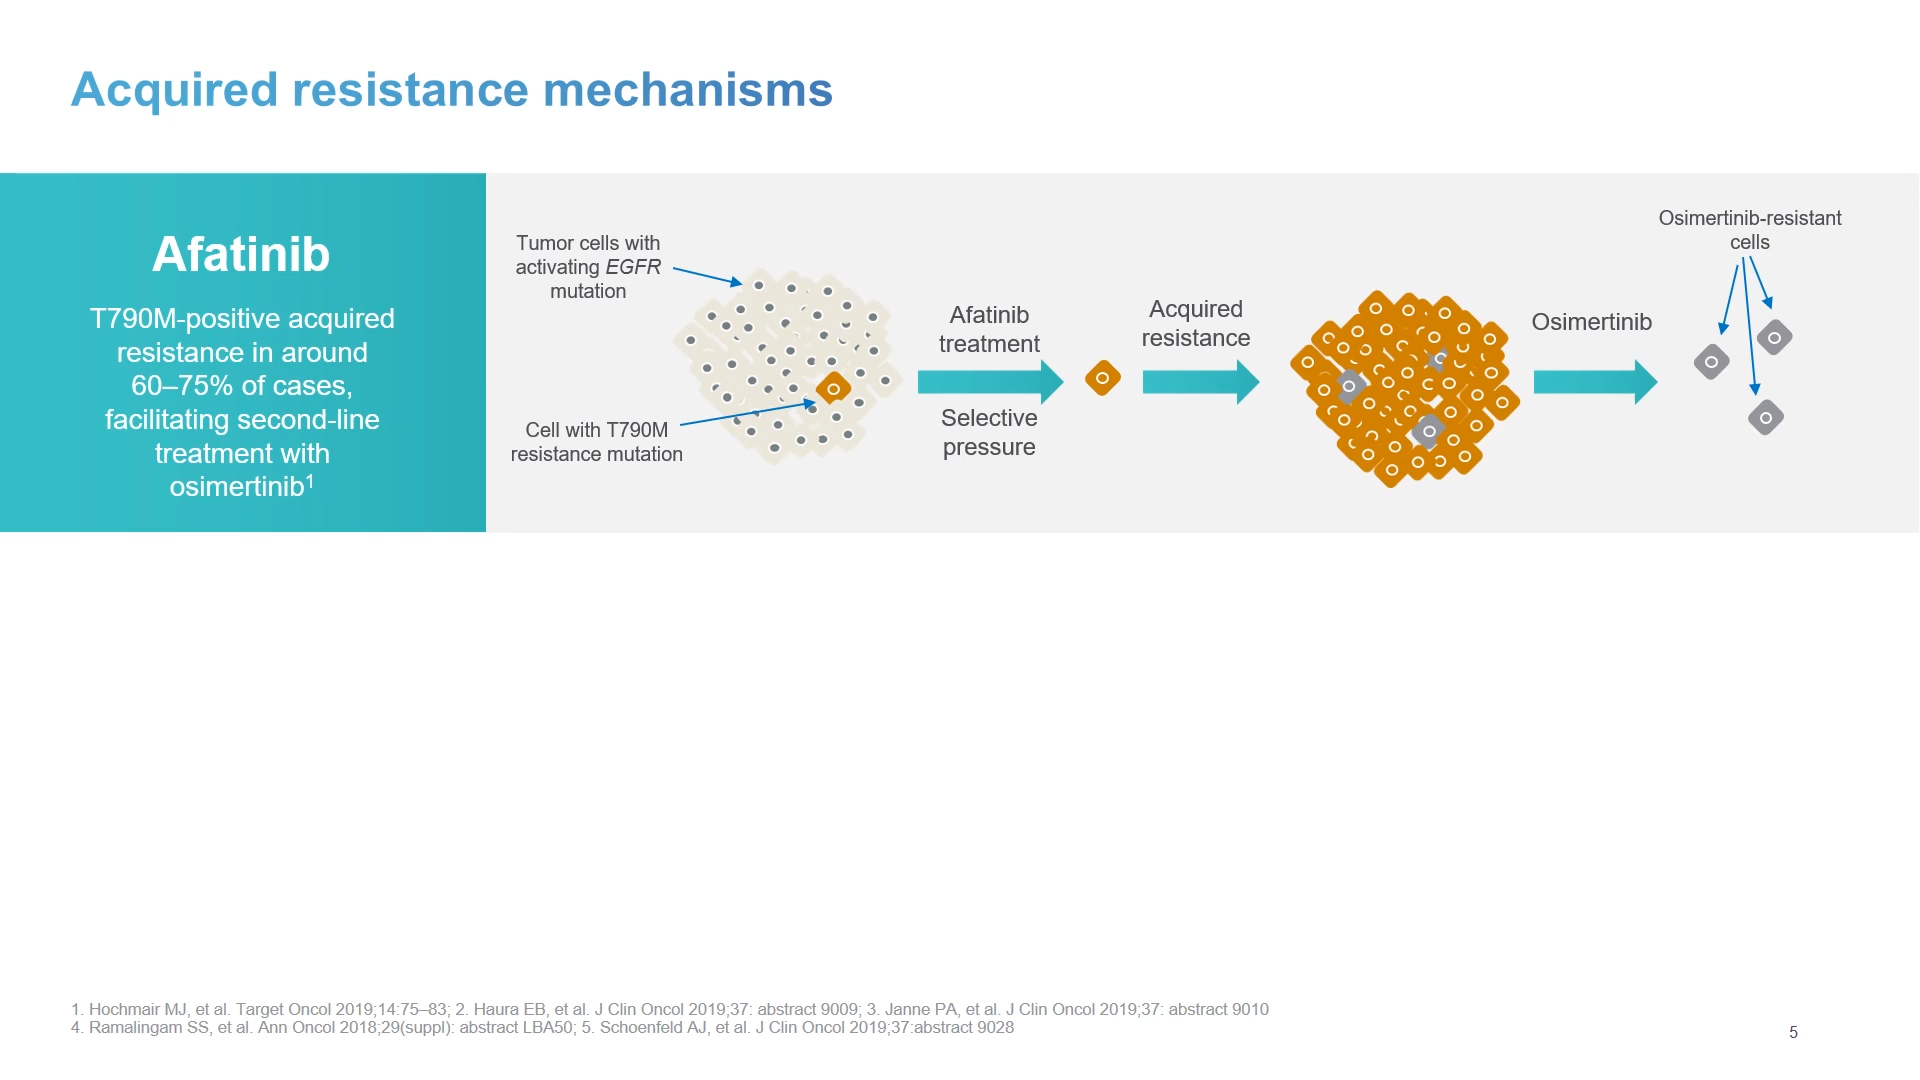 Acquired resistance mechanisms
Afatinib
T790M-positive acquired
resistance in around
60–75% of cases,
facilitating second-line
treatment with
osimertinib1
Tumor cells with
activating EGFR
mutation
Cell with T790M
resistance mutation
Afatinib
treatment
Selective
pressure
Acquired
resistance
Osimertinib
Osimertinib-resistant
cells
1. Hochmair MJ, et al. Target Oncol 2019;14:75–83; 2. Haura EB, et al. J Clin Oncol 2019;37: abstract 9009; 3. Janne PA, et al. J Clin Oncol 2019;37: abstract 9010
4. Ramalingam SS, et al. Ann Oncol 2018;29(suppl): abstract LBA50; 5. Schoenfeld AJ, et al. J Clin Oncol 2019;37:abstract 9028
5